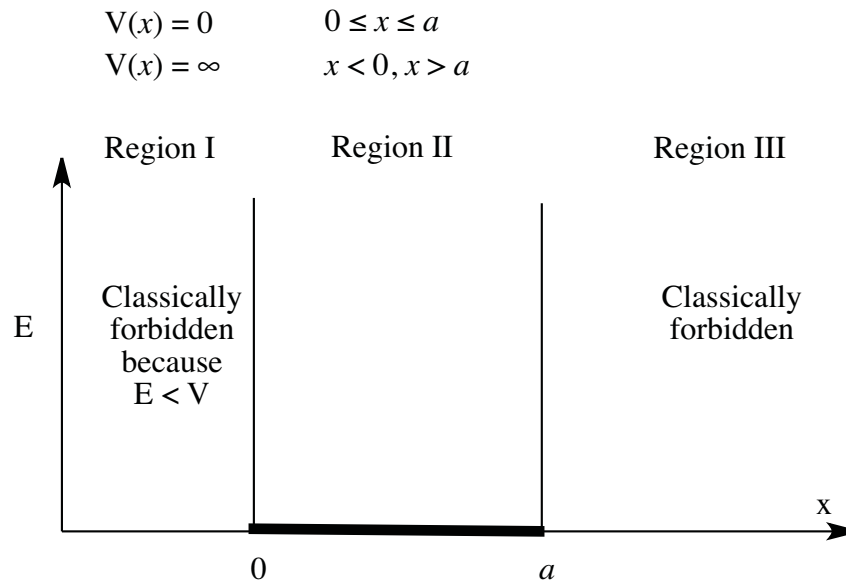 V(x) = 0 0 ≤ x ≤ a
V(x) = ∞ x < 0, x > a
Region I Region II Region III
Classically
forbidden
because
E < V
Classically
forbidden
E
x
0 a